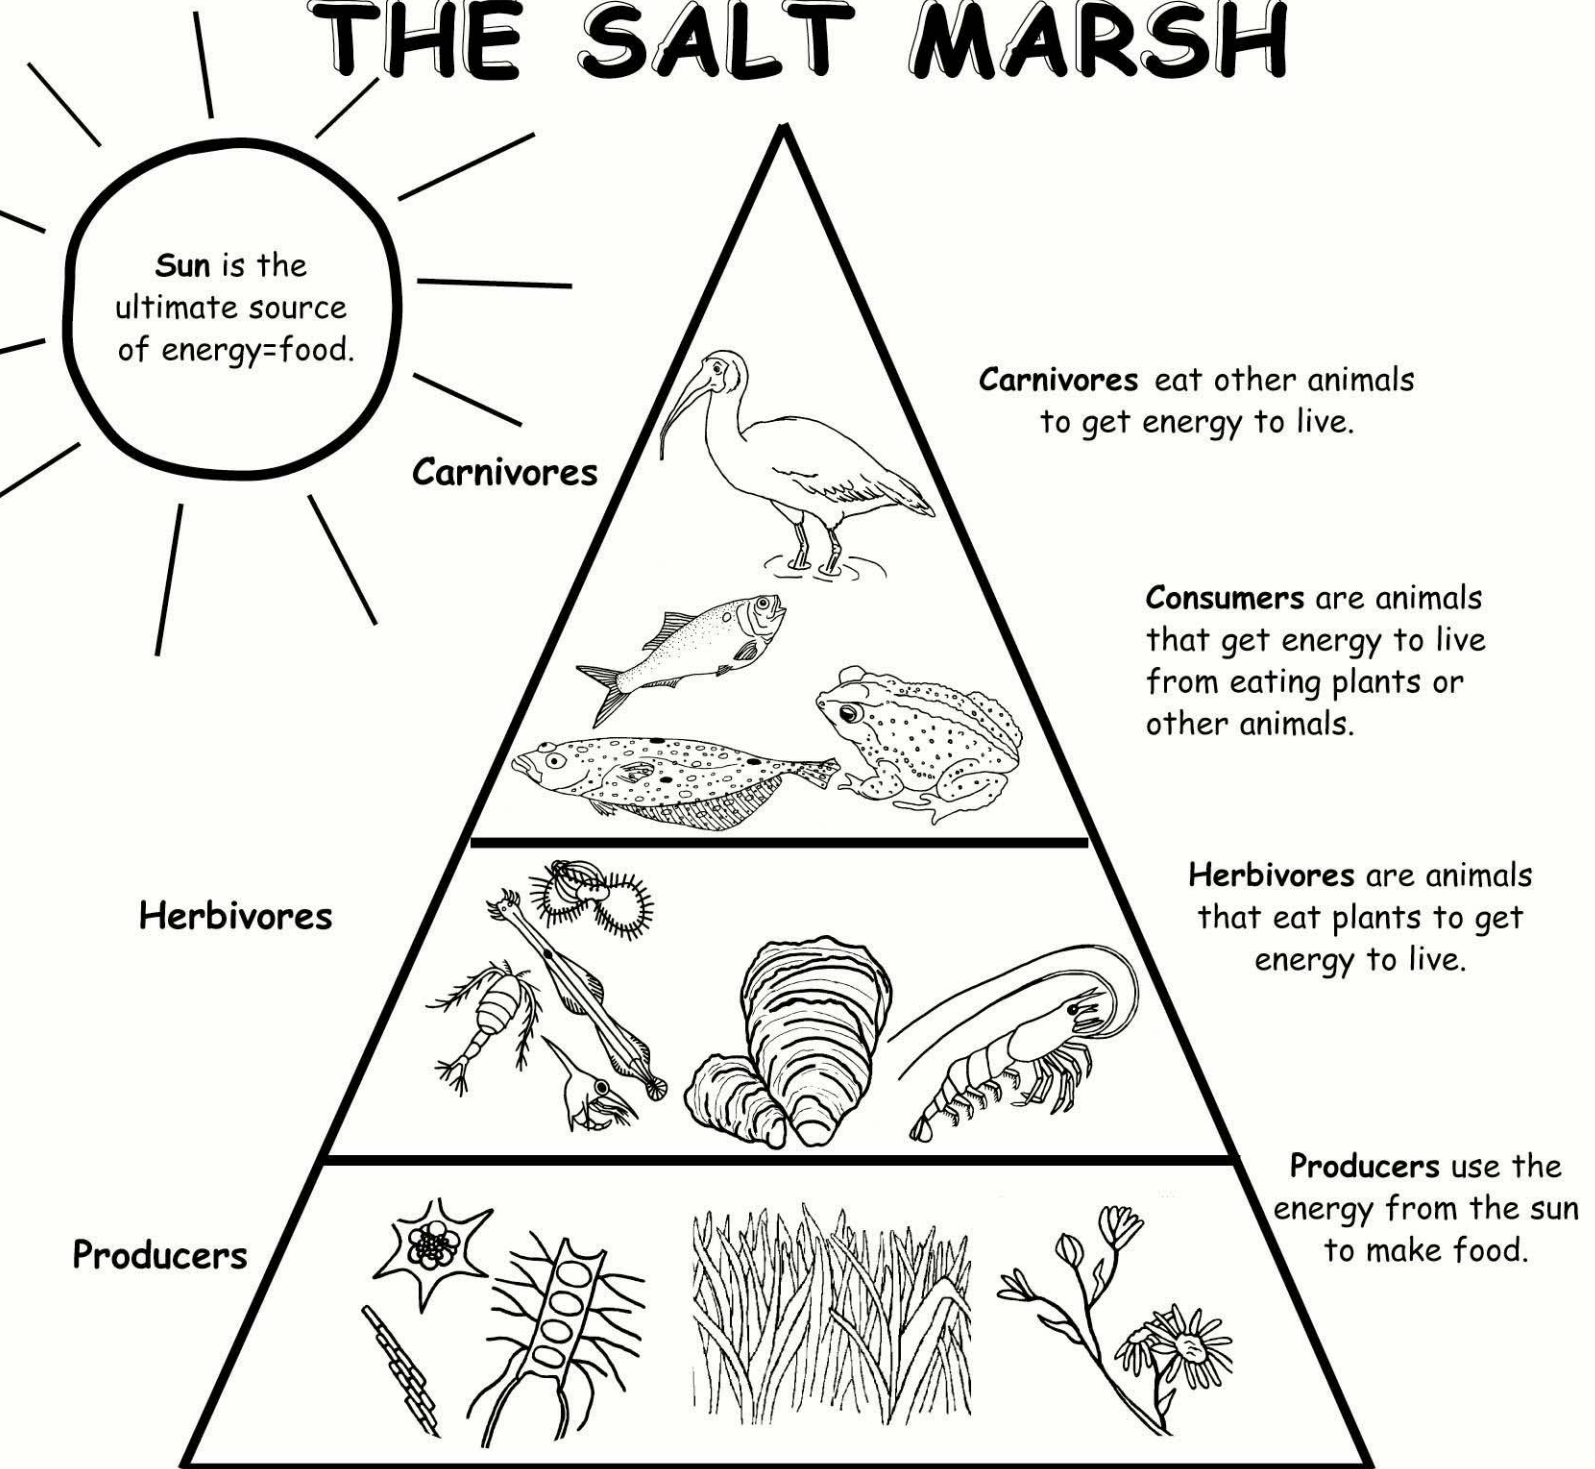 THE SALT MARSH
Sun is the
ultimate source
of energy=food.
Carnivores eat other animals
to get energy to live.
Carnivores
Consumers are animals
that get energy to live
from eating plants or
other animals.
Herbivores are animals
that eat plants to get
energy to live.
Herbivores
Producers use the
energy from the sun
to make food.
Producers